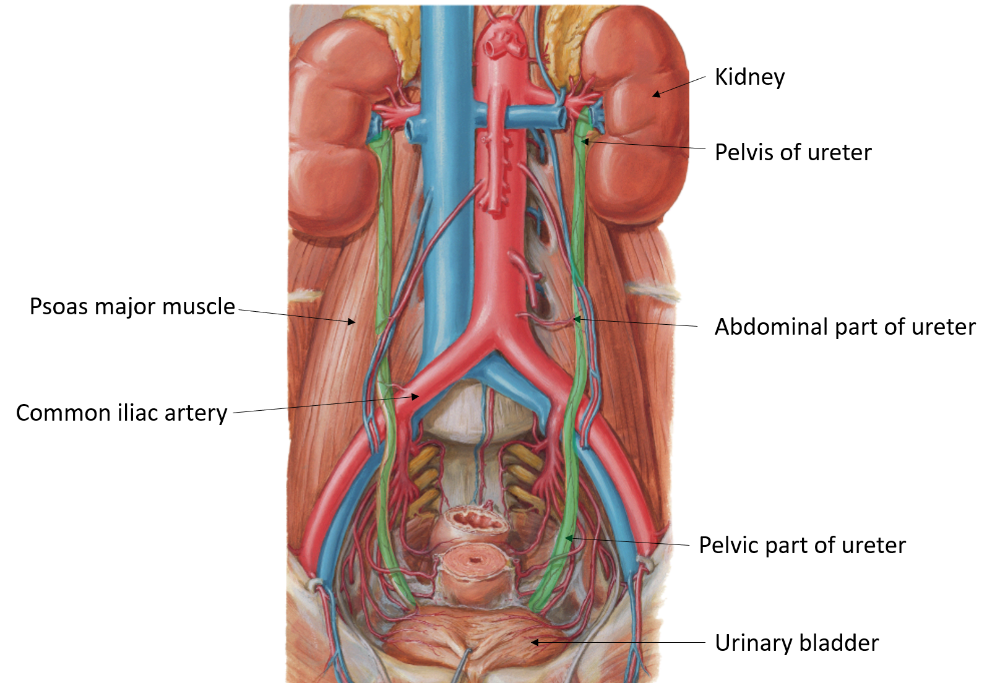 Kidney
Pelvis of ureter
Psoas major muscle
Abdominal part of ureter
Common iliac artery
Pelvic part of ureter
Urinary bladder